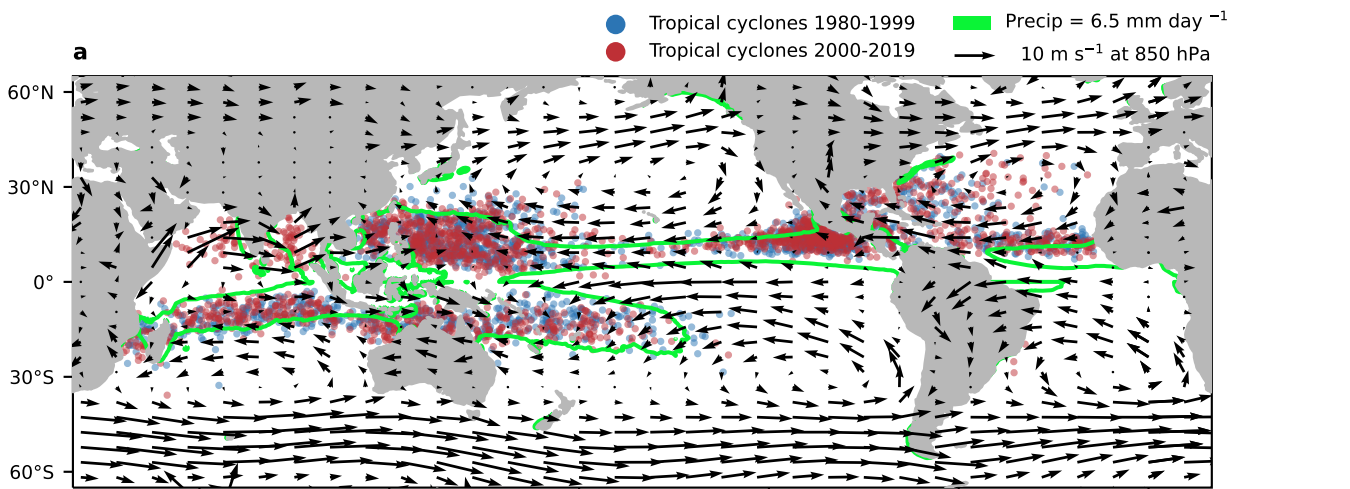 Tropical cyclones 1980-1999
Tropical cyclones 2000-2019
Precip = 6.5 mm day ⁻¹
10 m s⁻¹ at 850 hPa
a
60°N
30°N
0°
30°S
60°S